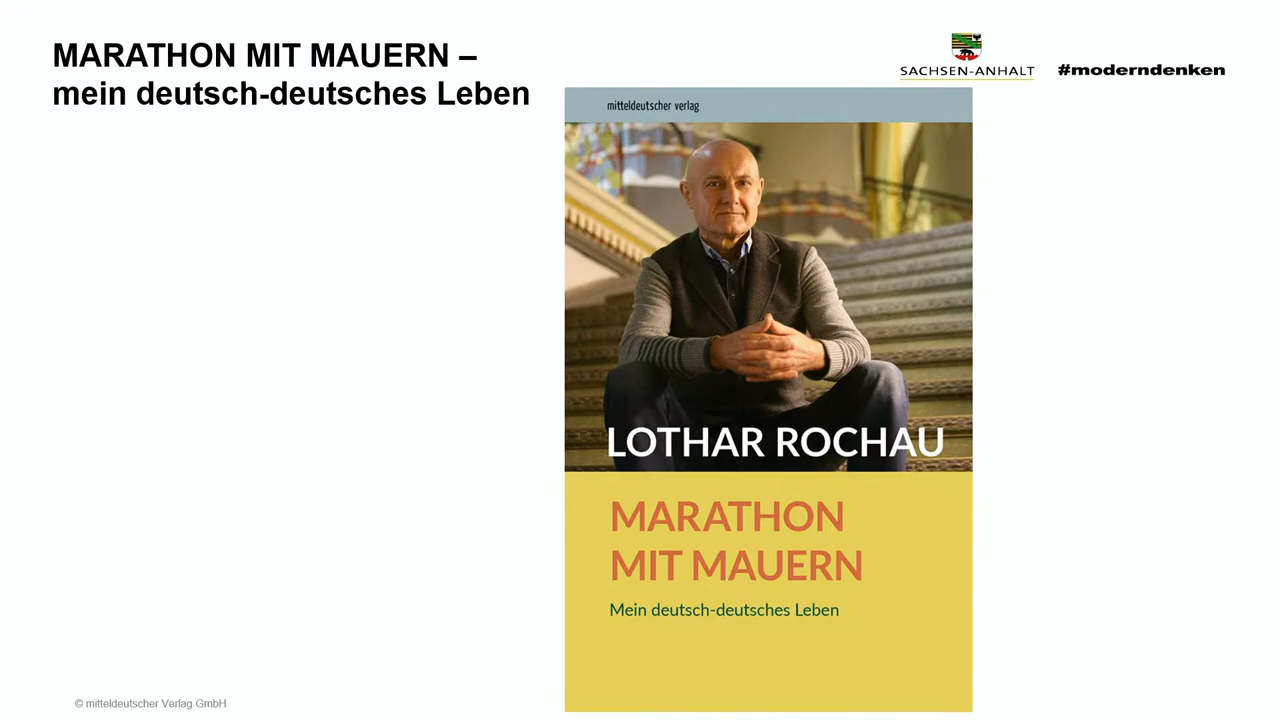 MARATHON MIT MAUERN –
mein deutsch-deutsches Leben
SACHSEN-ANHALT
#moderndenken
mitteldeutscher verlag
LOTHAR ROCHAU
MARATHON
MIT MAUERN
Mein deutsch-deutsches Leben
© mitteldeutscher Verlag GmbH